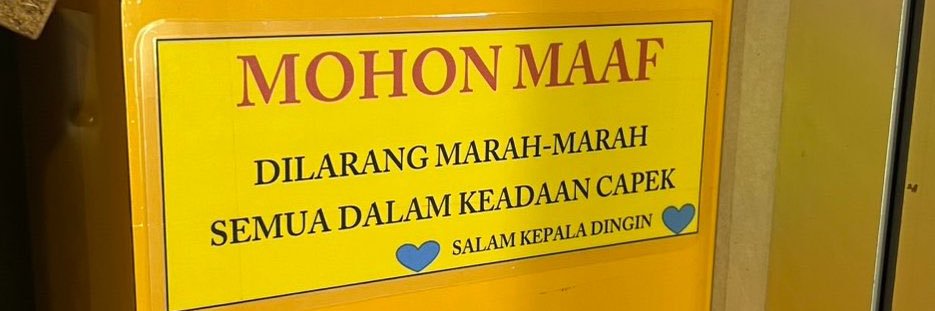 MOHON MAAF
DILARANG MARAH-MARAH
SEMUA DALAM KEADAAN CAPEK
SALAM KEPALA DINGIN